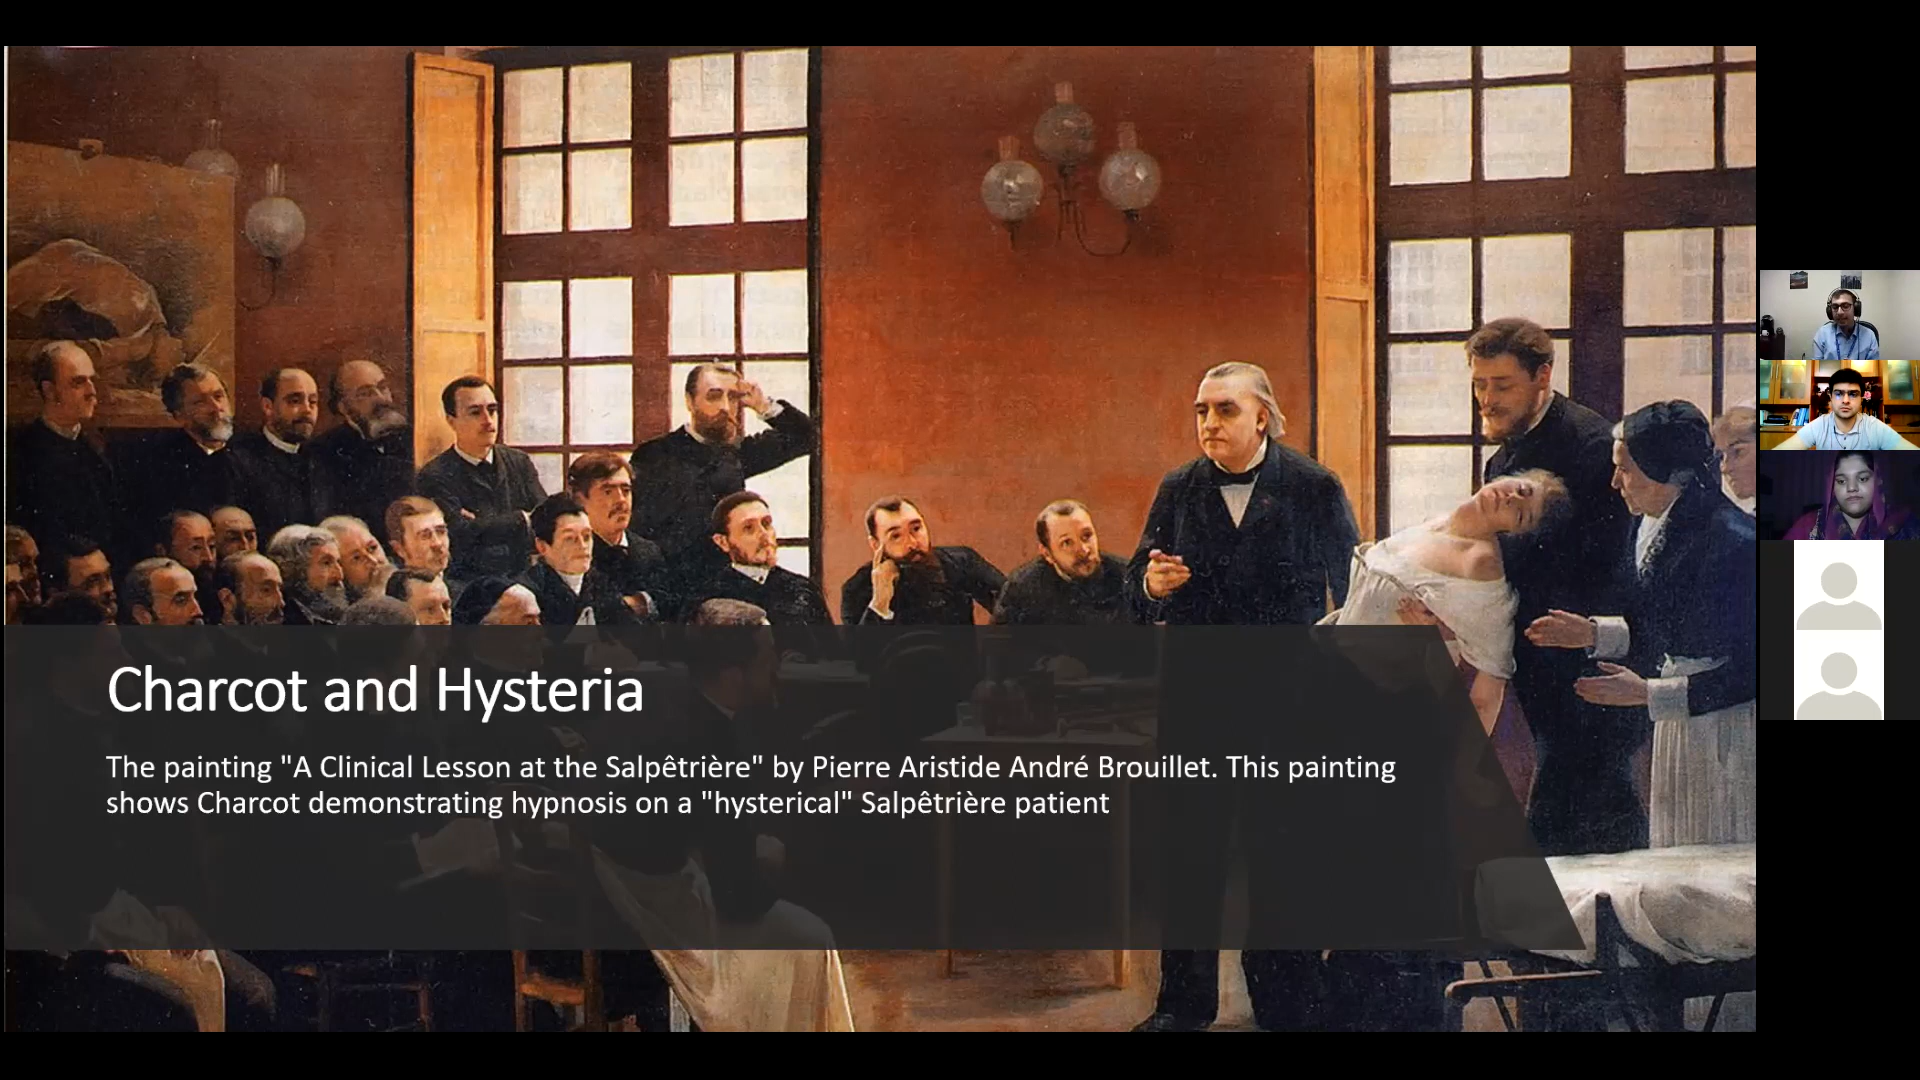 Charcot and Hysteria
The painting "A Clinical Lesson at the Salpêtrière" by Pierre Aristide André Brouillet. This painting
shows Charcot demonstrating hypnosis on a "hysterical" Salpêtrière patient